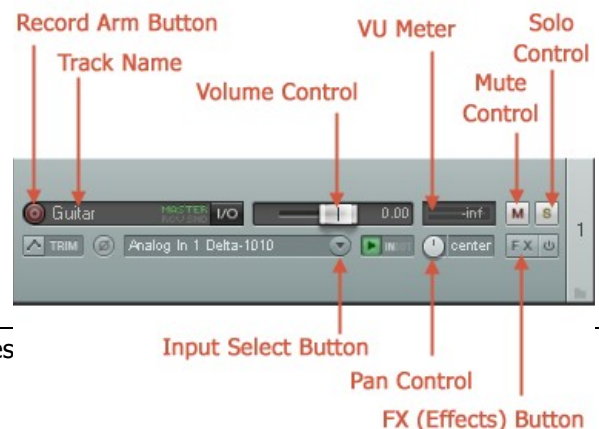 Record Arm Button
VU Meter
Solo
Control
Track Name
Mute
Control
Volume Control
Guitar
MASTER
I/O
0.00
-inf
M
S
1
TRIM
Analog In 1 Delta-1010
IN
center
FX
es
Input Select Button
Pan Control
FX (Effects) Button